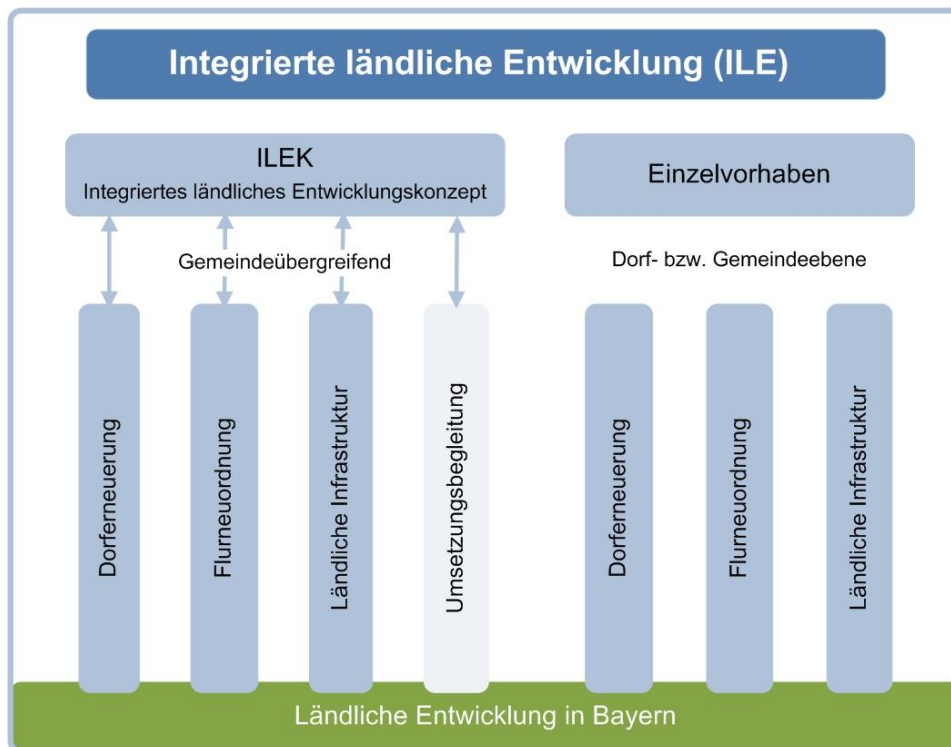 Integrierte ländliche Entwicklung (ILE)
ILEK
Integriertes ländliches Entwicklungskonzept
Einzelvorhaben
Gemeindeübergreifend
Dorf- bzw. Gemeindeebene
Dorferneuerung
Flurneuordnung
Ländliche Infrastruktur
Umsetzungsbegleitung
Dorferneuerung
Flurneuordnung
Ländliche Infrastruktur
Ländliche Entwicklung in Bayern